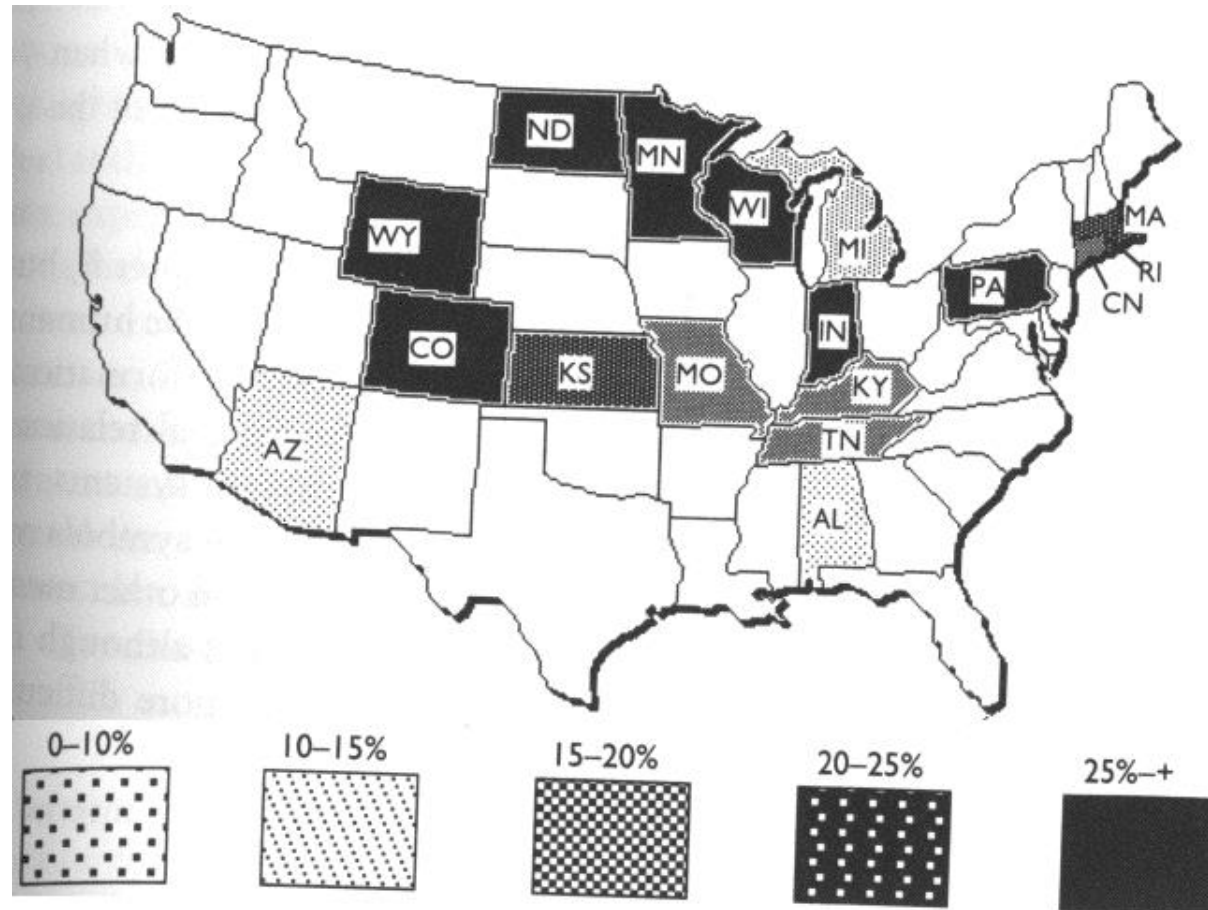 ND
MN
WY
WI
MI
MA
RI
CN
PA
IN
CO
KS
MO
KY
TN
AZ
AL
0–10%
10–15%
15–20%
20–25%
25%–+